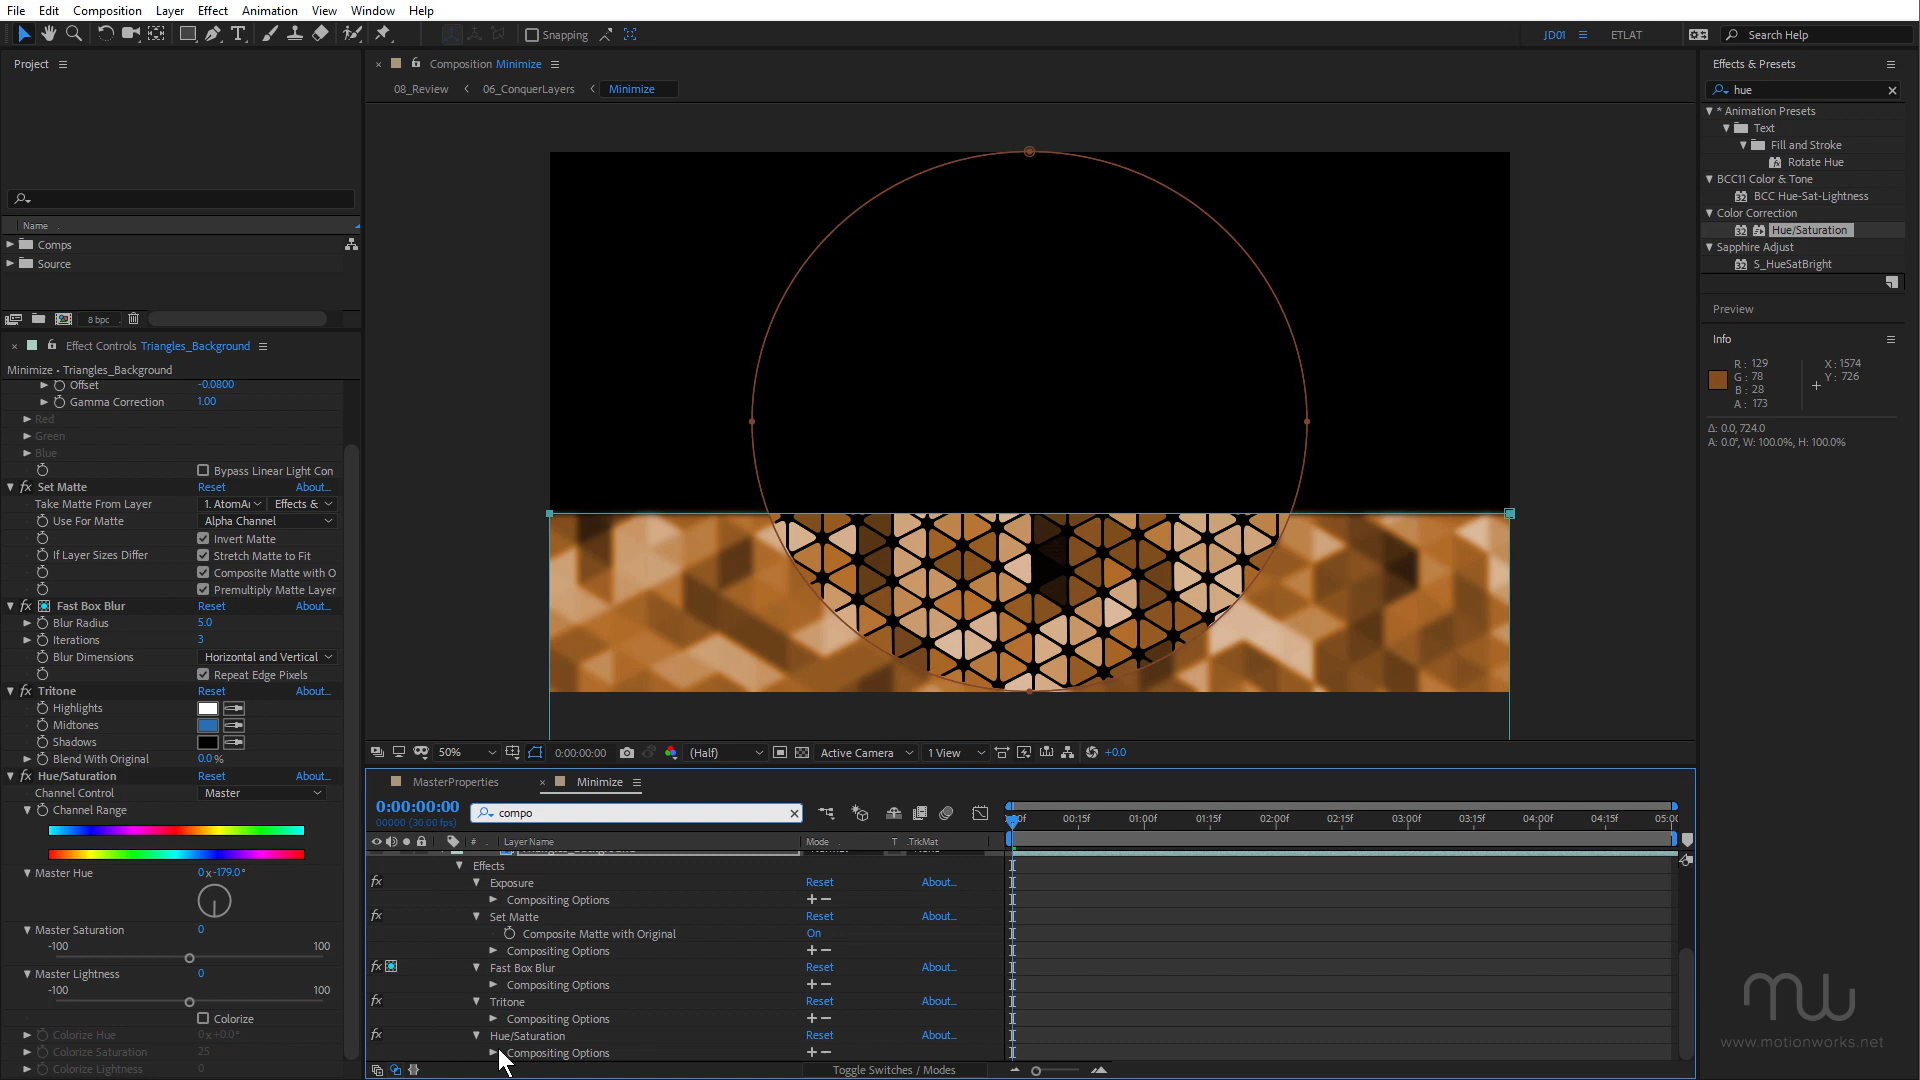 File Edit Composition Layer Effect Animation View Window Help
Snapping
JD01 ETLAT
Search Help
Project
Name
Comps
Source
8 bpc
Effect Controls Triangles_Background
Minimize • Triangles_Background
Offset -0.0800
Gamma Correction 1.00
Red
Green
Blue
Bypass Linear Light Con
fx Set Matte Reset About...
Take Matte From Layer 1. AtomA Effects &
Use For Matte Alpha Channel
Invert Matte
If Layer Sizes Differ Stretch Matte to Fit
Composite Matte with O
Premultiply Matte Layer
fx Fast Box Blur Reset About...
Blur Radius 5.0
Iterations 3
Blur Dimensions Horizontal and Vertical
Repeat Edge Pixels
fx Tritone Reset About...
Highlights
Midtones
Shadows
Blend With Original 0.0 %
fx Hue/Saturation Reset About...
Channel Control Master
Channel Range
Master Hue 0x-179.0°
Master Saturation 0
-100 100
Master Lightness 0
-100 100
Colorize
Colorize Hue 0x+0.0°
Colorize Saturation 25
Colorize Lightness 0
Composition Minimize
08_Review 06_ConquerLayers Minimize
50% 0:00:00:00 (Half) Active Camera 1 View +0.0
MasterProperties Minimize
0:00:00:00
00000 (30.00 fps)
compo
# Layer Name Mode T .TrkMat
Effects
fx Exposure Reset About...
Compositing Options
fx Set Matte Reset About...
Composite Matte with Original On
Compositing Options
fx Fast Box Blur Reset About...
Compositing Options
fx Tritone Reset About...
Compositing Options
fx Hue/Saturation Reset About...
Compositing Options
Toggle Switches / Modes
00:15f 01:00f 01:15f 02:00f 02:15f 03:00f 03:15f 04:00f 04:15f 05:00
Effects & Presets
hue
* Animation Presets
Text
Fill and Stroke
Rotate Hue
BCC11 Color & Tone
BCC Hue-Sat-Lightness
Color Correction
Hue/Saturation
Sapphire Adjust
S_HueSatBright
Preview
Info
R: 129 X: 1574
G: 78 Y: 726
B: 28
A: 173
Δ: 0.0, 724.0
A: 0.0°, W: 100.0%, H: 100.0%
mw
www.motionworks.net